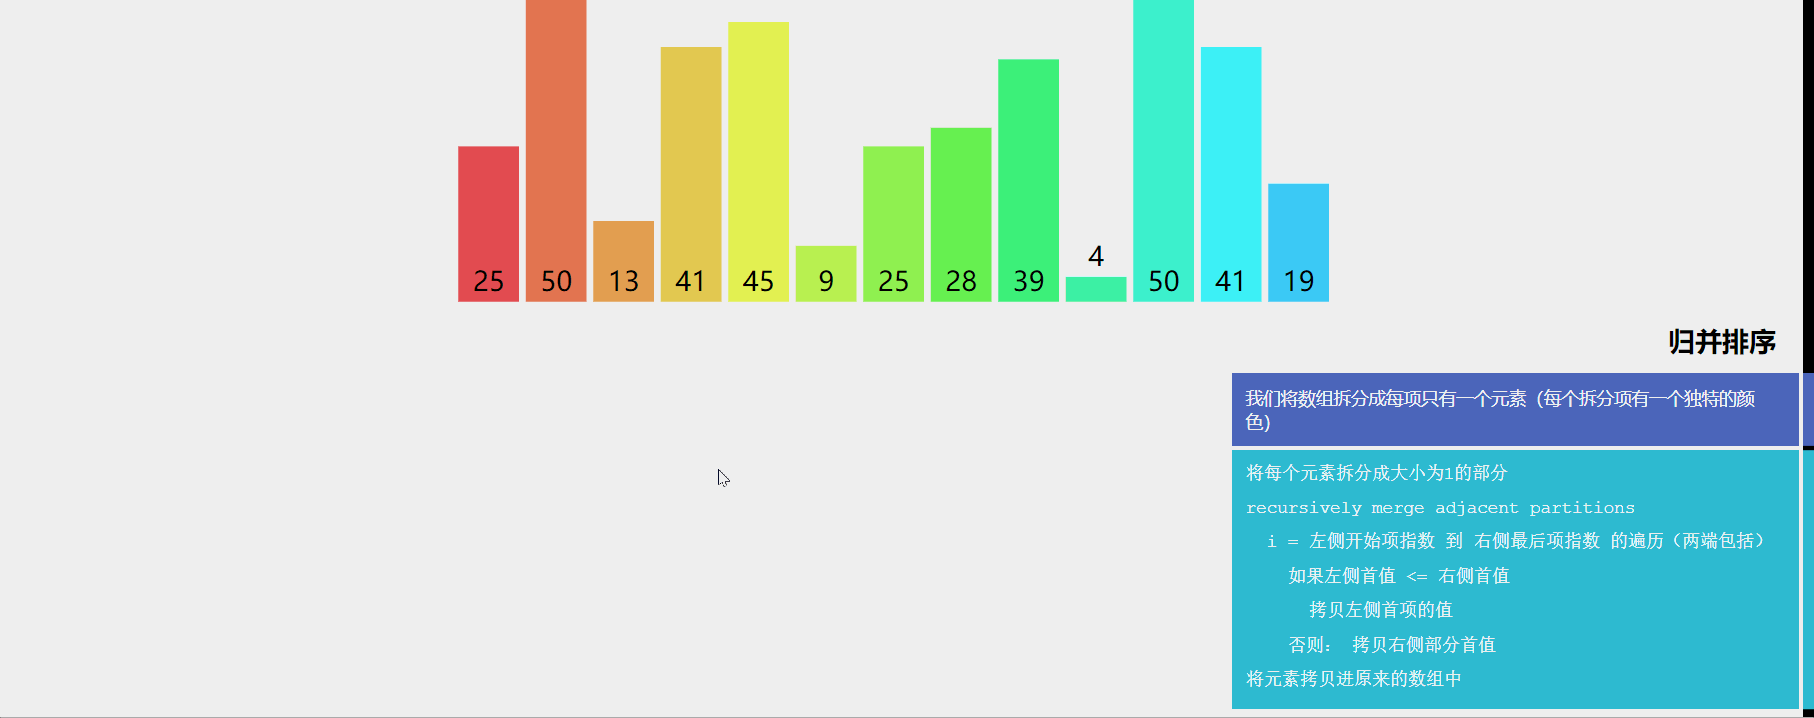 25 50 13 41 45 9 25 28 39 4 50 41 19
归并排序
我们将数组拆分成每项只有一个元素（每个拆分项有一个独特的颜
色）
将每个元素拆分成大小为1的部分
recursively merge adjacent partitions
i = 左侧开始项指数 到 右侧最后项指数 的遍历（两端包括）
如果左侧首值 <= 右侧首值
拷贝左侧首项的值
否则： 拷贝右侧部分首值
将元素拷贝进原来的数组中